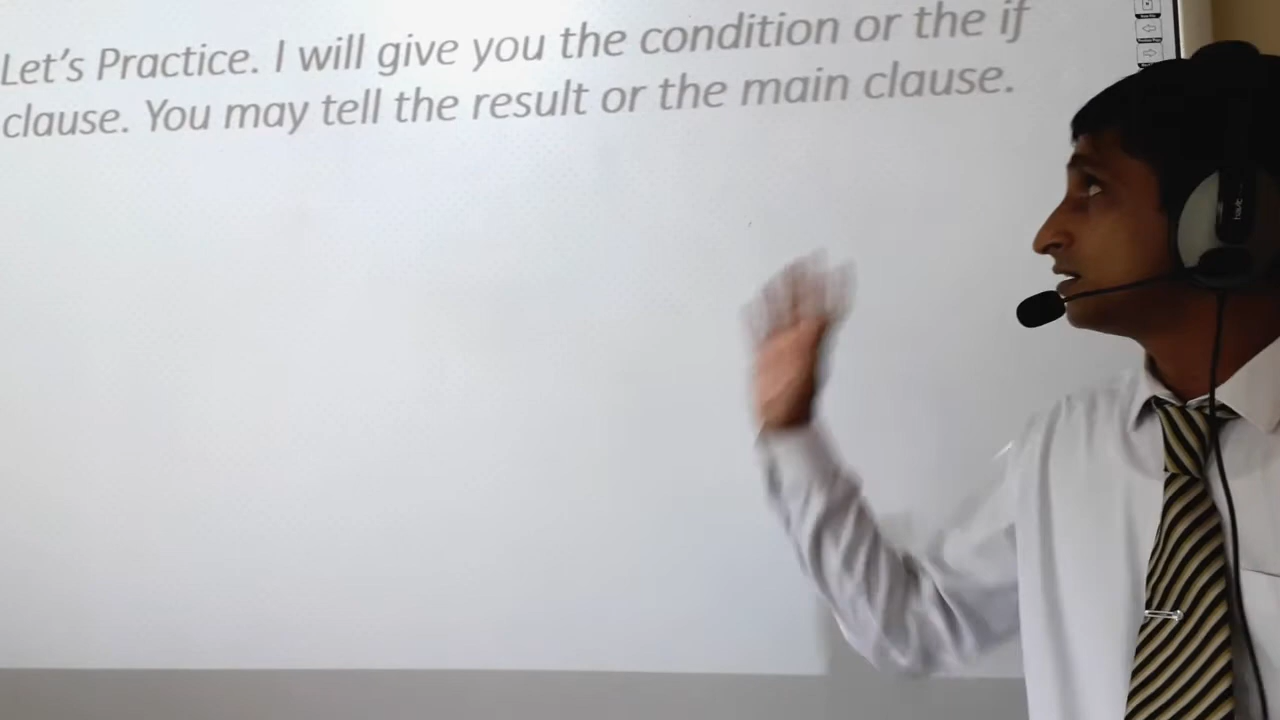 Let's Practice. I will give you the condition or the if
clause. You may tell the result or the main clause.
havit